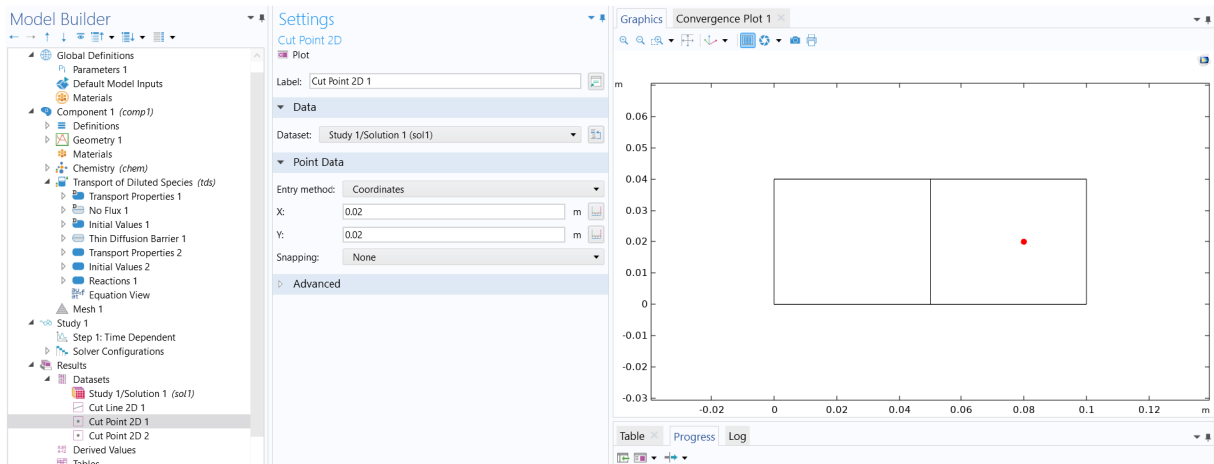 Model Builder
Global Definitions
Pi Parameters 1
Default Model Inputs
Materials
Component 1 (comp1)
Definitions
Geometry 1
Materials
Chemistry (chem)
Transport of Diluted Species (tds)
Transport Properties 1
No Flux 1
Initial Values 1
Thin Diffusion Barrier 1
Transport Properties 2
Initial Values 2
Reactions 1
Equation View
Mesh 1
Study 1
Step 1: Time Dependent
Solver Configurations
Results
Datasets
Study 1/Solution 1 (sol1)
Cut Line 2D 1
Cut Point 2D 1
Cut Point 2D 2
Derived Values
Tables
Settings
Cut Point 2D
Plot
Label: Cut Point 2D 1
Data
Dataset: Study 1/Solution 1 (sol1)
Point Data
Entry method: Coordinates
X: 0.02 m
Y: 0.02 m
Snapping: None
Advanced
Graphics Convergence Plot 1
m
0.06
0.05
0.04
0.03
0.02
0.01
0
-0.01
-0.02
-0.03
-0.02 0 0.02 0.04 0.06 0.08 0.1 0.12 m
Table Progress Log